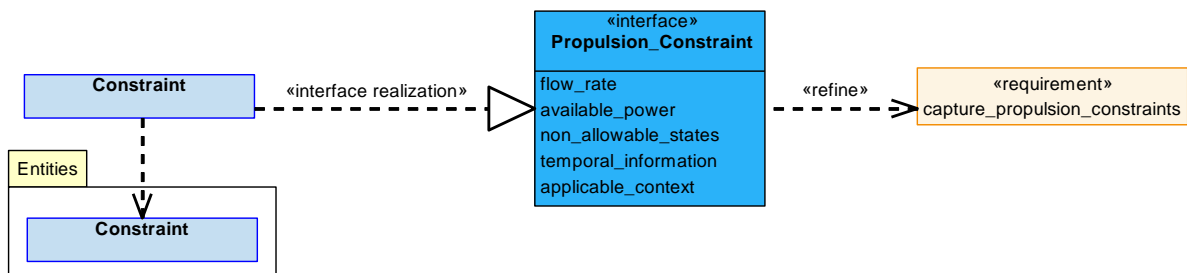 «interface»
Propulsion_Constraint
Constraint
«interface realization»
flow_rate
available_power
non_allowable_states
temporal_information
applicable_context
«refine»
«requirement»
capture_propulsion_constraints
Entities
Constraint